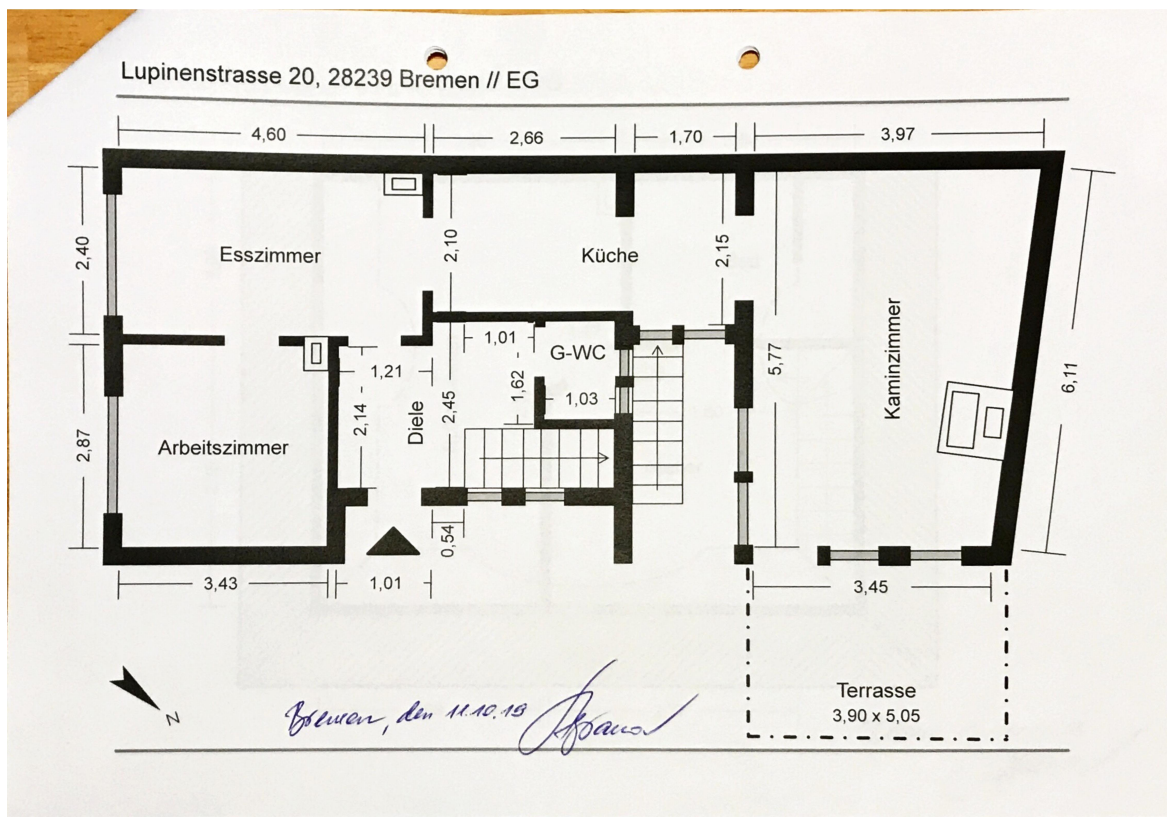 Lupinenstrasse 20, 28239 Bremen // EG
4,60 2,66 1,70 3,97
2,40
Esszimmer
2,10
Küche
2,15
Kaminzimmer
6,11
5,77
1,01
G-WC
1,21
1,62
1,03
2,87
Arbeitszimmer
2,14
Diele
2,45
0,54
3,43 1,01 3,45
N
Bremen, den 11.10.19
Terrasse
3,90 x 5,05